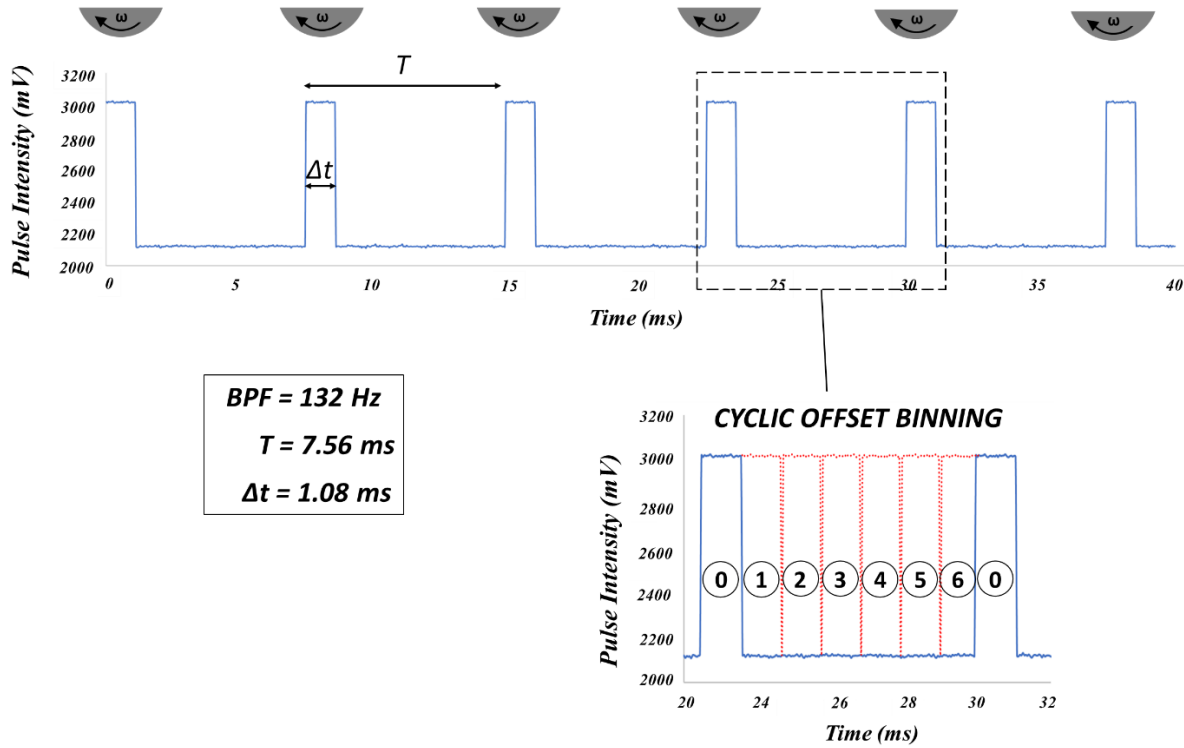 ω ω ω ω ω ω
T
Δt
3200
3000
2800
2600
2400
2200
2000
Pulse Intensity (mV)
0 5 10 15 20 25 30 35 40
Time (ms)
BPF = 132 Hz
T = 7.56 ms
Δt = 1.08 ms
CYCLIC OFFSET BINNING
3200
3000
2800
2600
2400
2200
2000
Pulse Intensity (mV)
0 1 2 3 4 5 6 0
20 24 26 28 30 32
Time (ms)